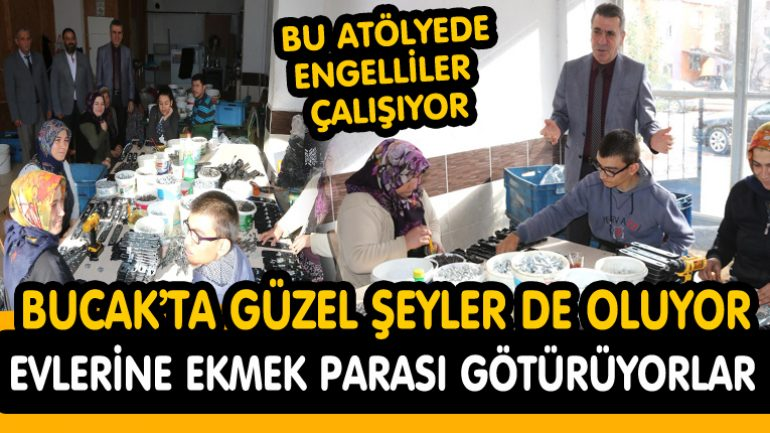 BU ATÖLYEDE
ENGELLİLER
ÇALIŞIYOR
BUCAK'TA GÜZEL ŞEYLER DE OLUYOR
EVLERİNE EKMEK PARASI GÖTÜRÜYORLAR